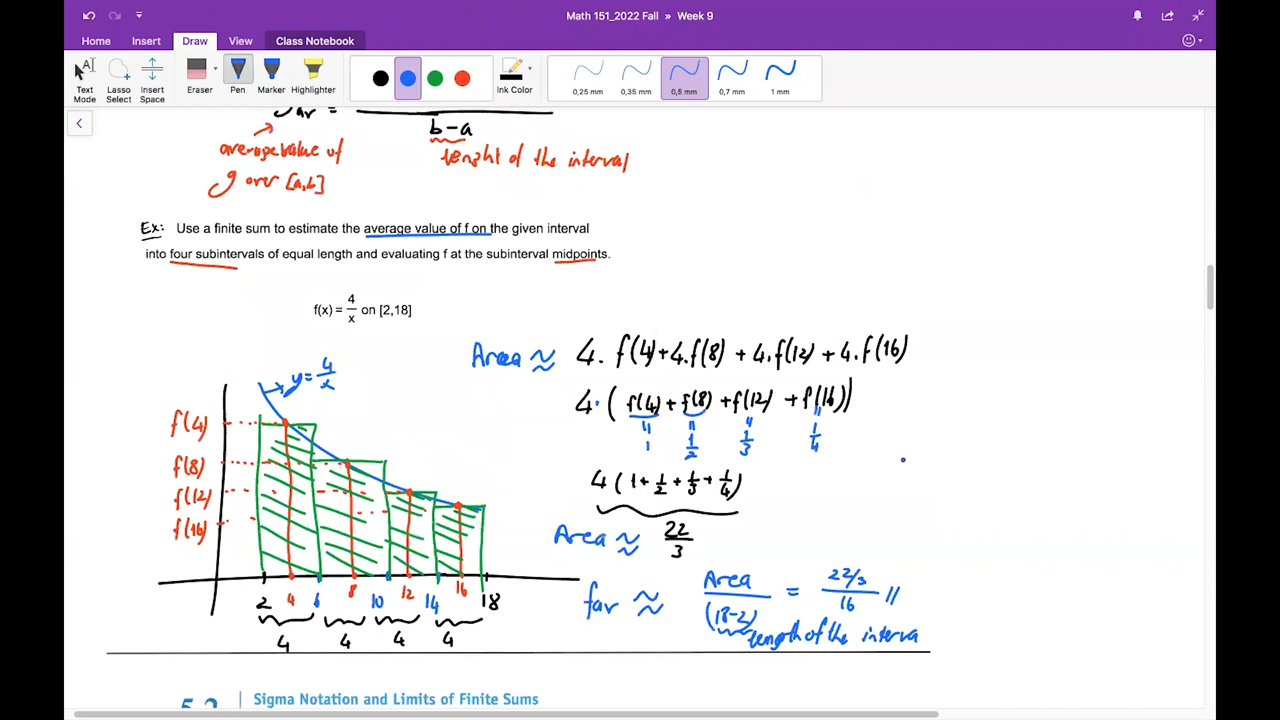 Math 151_2022 Fall » Week 9
Home Insert Draw View Class Notebook
Text Mode Lasso Select Insert Space Eraser Pen Marker Highlighter Ink Color 0,25 mm 0,35 mm 0,5 mm 0,7 mm 1 mm
b-a
average value of g over [a,b]
lenght of the interval
Ex: Use a finite sum to estimate the average value of f on the given interval
into four subintervals of equal length and evaluating f at the subinterval midpoints.
f(x) = 4/x on [2,18]
Area ≈ 4. f(4)+4.f(8) + 4.f(12) + 4.f(16)
4.(f(4)+f(8)+f(12)+f(16))
" " " "
1 1/2 1/3 1/4
4(1+1/2+1/3+1/4)
Area ≈ 22/3
fav ≈ Area/(18-2) = 22/3/16 //
length of the interva
y=4/x
f(4)
f(8)
f(12)
f(16)
2 4 6 8 10 12 14 16 18
4 4 4 4
5.2 Sigma Notation and Limits of Finite Sums